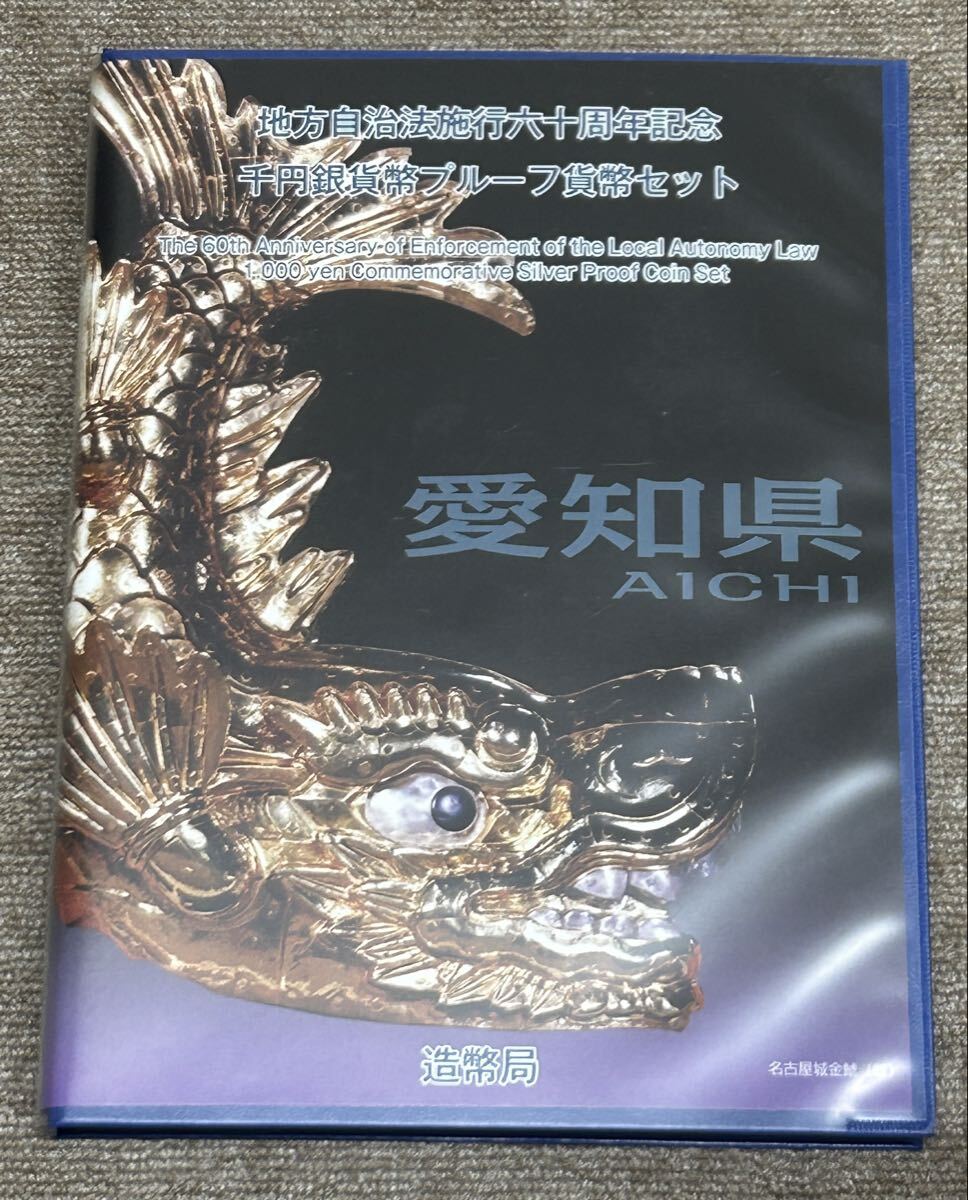 地方自治法施行六十周年記念
千円銀貨幣プルーフ貨幣セット
The 60th Anniversary of Enforcement of the Local Autonomy Law
1,000 yen Commemorative Silver Proof Coin Set
愛知県
AICHI
造幣局
名古屋城金鯱